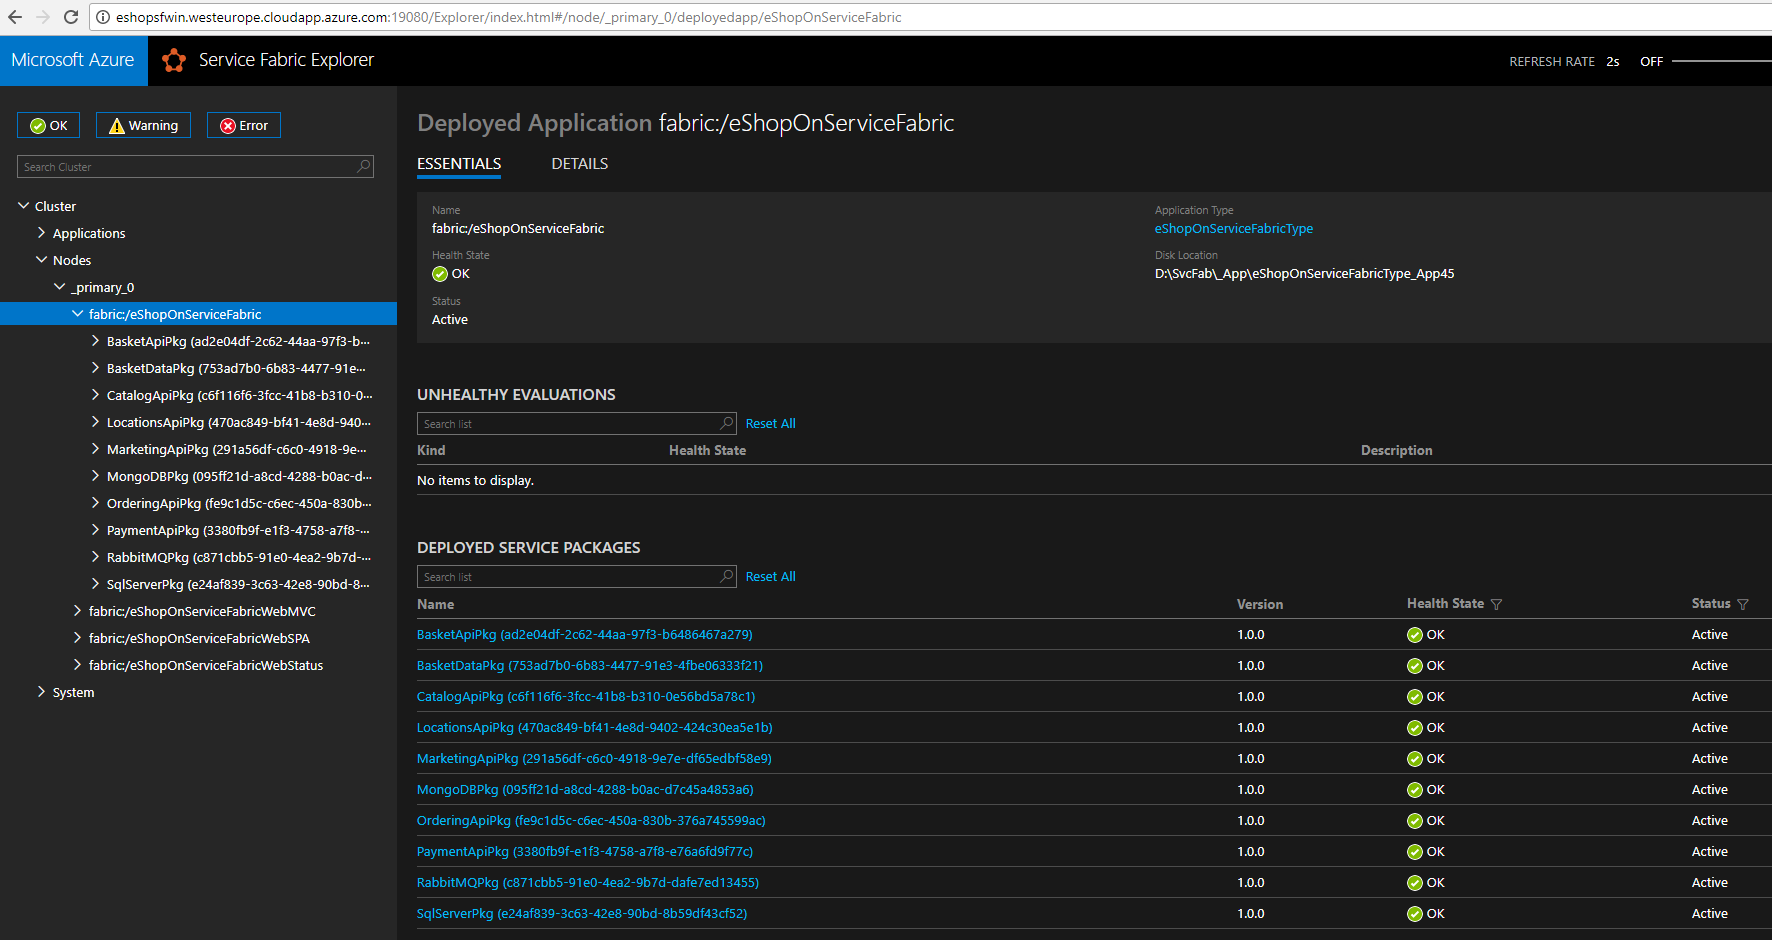 eshopsfwin.westeurope.cloudapp.azure.com:19080/Explorer/index.html#/node/_primary_0/deployedapp/eShopOnServiceFabric
Microsoft Azure Service Fabric Explorer REFRESH RATE 2s OFF
OK Warning Error
Search Cluster
Cluster
Applications
Nodes
_primary_0
fabric:/eShopOnServiceFabric
BasketApiPkg (ad2e04df-2c62-44aa-97f3-b···
BasketDataPkg (753ad7b0-6b83-4477-91e···
CatalogApiPkg (c6f116f6-3fcc-41b8-b310-0···
LocationsApiPkg (470ac849-bf41-4e8d-940···
MarketingApiPkg (291a56df-c6c0-4918-9e···
MongoDBPkg (095ff21d-a8cd-4288-b0ac-d···
OrderingApiPkg (fe9c1d5c-c6ec-450a-830b···
PaymentApiPkg (3380fb9f-e1f3-4758-a7f8-···
RabbitMQPkg (c871cbb5-91e0-4ea2-9b7d-···
SqlServerPkg (e24af839-3c63-42e8-90bd-8···
fabric:/eShopOnServiceFabricWebMVC
fabric:/eShopOnServiceFabricWebSPA
fabric:/eShopOnServiceFabricWebStatus
System
Deployed Application fabric:/eShopOnServiceFabric
ESSENTIALS DETAILS
Name
fabric:/eShopOnServiceFabric
Health State
OK
Status
Active
Application Type
eShopOnServiceFabricType
Disk Location
D:\SvcFab\_App\eShopOnServiceFabricType_App45
UNHEALTHY EVALUATIONS
Search list Reset All
Kind Health State Description
No items to display.
DEPLOYED SERVICE PACKAGES
Search list Reset All
Name Version Health State Status
BasketApiPkg (ad2e04df-2c62-44aa-97f3-b6486467a279) 1.0.0 OK Active
BasketDataPkg (753ad7b0-6b83-4477-91e3-4fbe06333f21) 1.0.0 OK Active
CatalogApiPkg (c6f116f6-3fcc-41b8-b310-0e56bd5a78c1) 1.0.0 OK Active
LocationsApiPkg (470ac849-bf41-4e8d-9402-424c30ea5e1b) 1.0.0 OK Active
MarketingApiPkg (291a56df-c6c0-4918-9e7e-df65edbf58e9) 1.0.0 OK Active
MongoDBPkg (095ff21d-a8cd-4288-b0ac-d7c45a4853a6) 1.0.0 OK Active
OrderingApiPkg (fe9c1d5c-c6ec-450a-830b-376a745599ac) 1.0.0 OK Active
PaymentApiPkg (3380fb9f-e1f3-4758-a7f8-e76a6fd9f77c) 1.0.0 OK Active
RabbitMQPkg (c871cbb5-91e0-4ea2-9b7d-dafe7ed13455) 1.0.0 OK Active
SqlServerPkg (e24af839-3c63-42e8-90bd-8b59df43cf52) 1.0.0 OK Active